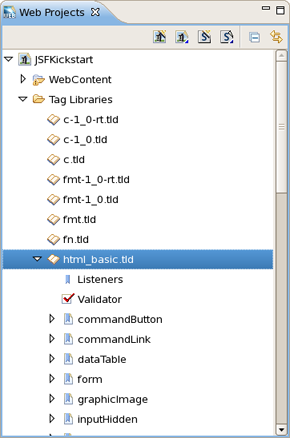 Web Projects
JSFKickstart
WebContent
Tag Libraries
c-1_0-rt.tld
c-1_0.tld
c.tld
fmt-1_0-rt.tld
fmt-1_0.tld
fmt.tld
fn.tld
html_basic.tld
Listeners
Validator
commandButton
commandLink
dataTable
form
graphicImage
inputHidden